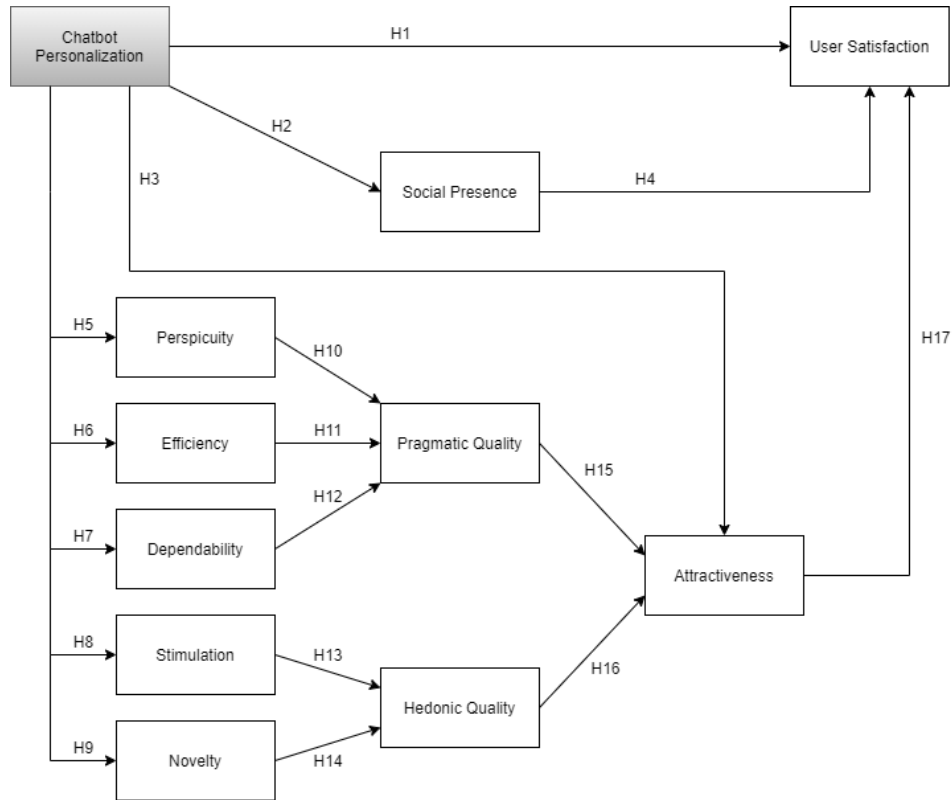 Chatbot
Personalization
H1
User Satisfaction
H2
H3
Social Presence
H4
H5
Perspicuity
H10
H17
H6
Efficiency
H11
Pragmatic Quality
H15
H12
H7
Dependability
Attractiveness
H8
Stimulation
H13
H16
Hedonic Quality
H9
Novelty
H14